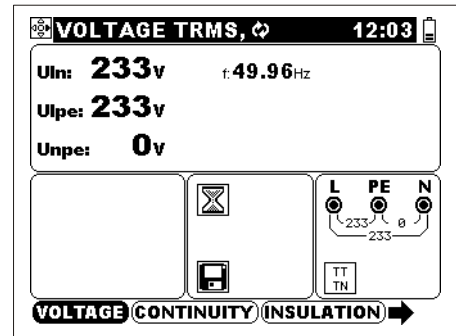 VOLTAGE TRMS, 12:03
Uln: 233V f:49.96Hz
Ulpe: 233V
Unpe: 0V
L PE N
233 0
233
TT
TN
VOLTAGE CONTINUITY INSULATION